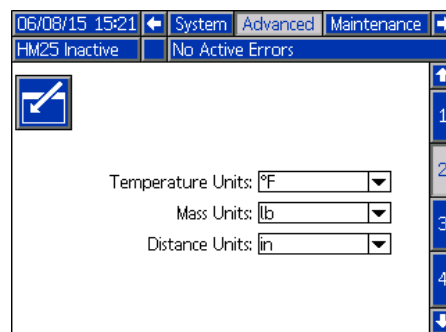 06/08/15 15:21 System Advanced Maintenance
HM25 Inactive No Active Errors
1
2
Temperature Units: °F
Mass Units: lb
Distance Units: in
3
4